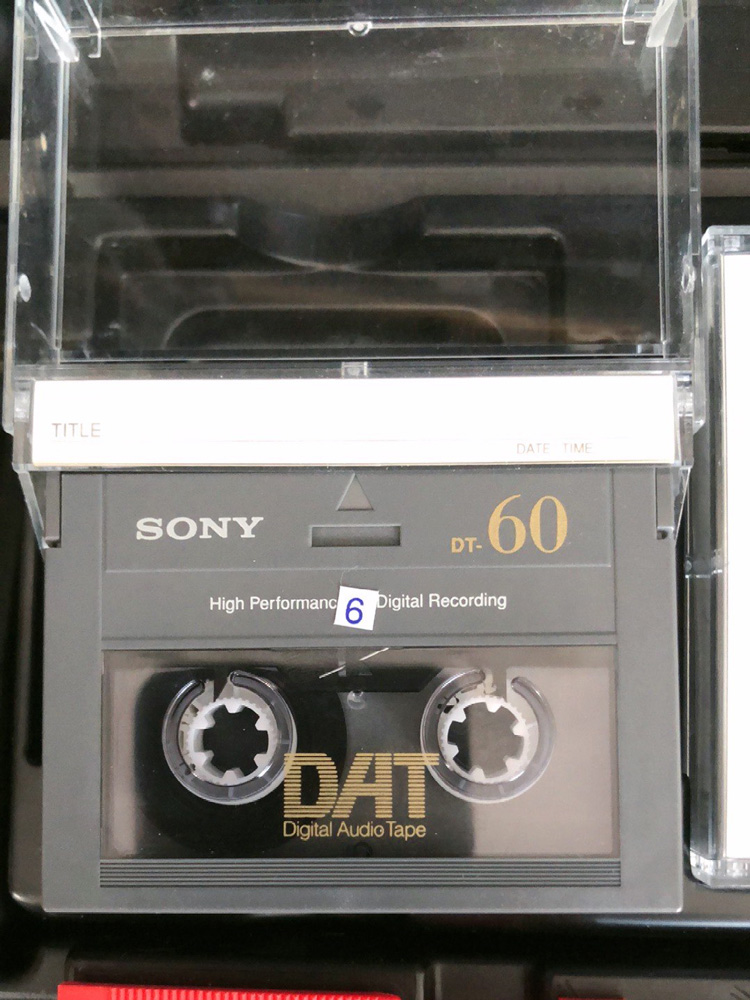 TITLE
DATE TIME
SONY
DT-60
High Performanc 6 Digital Recording
DAT
Digital Audio Tape